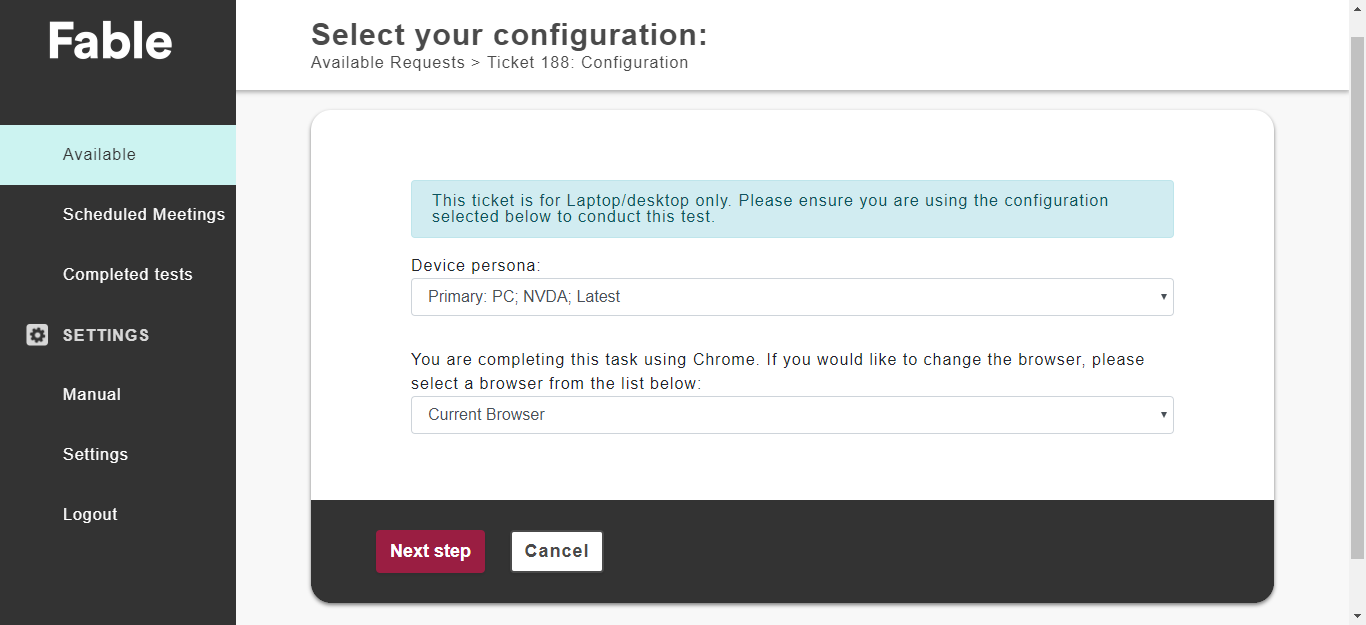 Fable
Available
Scheduled Meetings
Completed tests
SETTINGS
Manual
Settings
Logout
Select your configuration:
Available Requests > Ticket 188: Configuration
This ticket is for Laptop/desktop only. Please ensure you are using the configuration
selected below to conduct this test.
Device persona:
Primary: PC; NVDA; Latest
You are completing this task using Chrome. If you would like to change the browser, please
select a browser from the list below:
Current Browser
Next step
Cancel